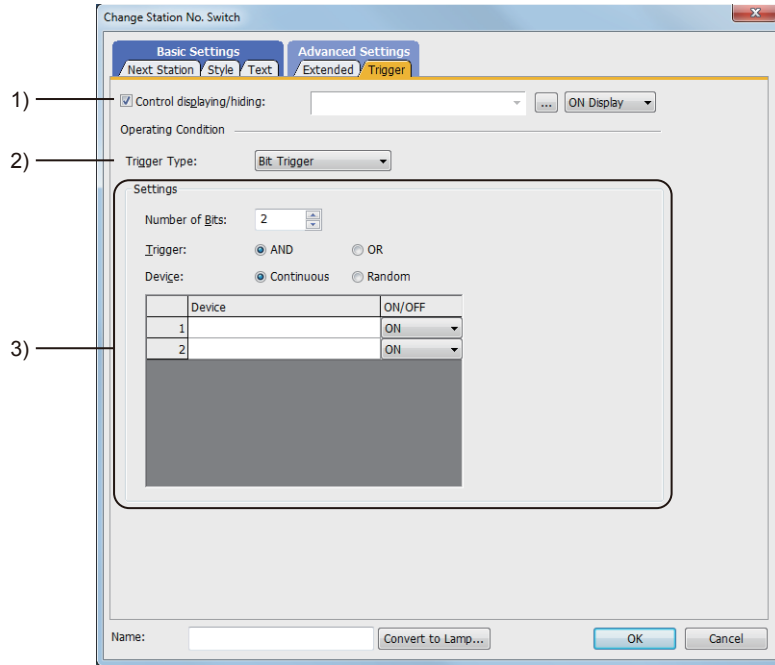 Change Station No. Switch
x
Basic Settings Advanced Settings
Next Station Style Text Extended Trigger
1) Control displaying/hiding: ... ON Display
Operating Condition
2) Trigger Type: Bit Trigger
Settings
Number of Bits: 2
Trigger: AND OR
Device: Continuous Random
Device ON/OFF
1 ON
3) 2 ON
Name: Convert to Lamp... OK Cancel